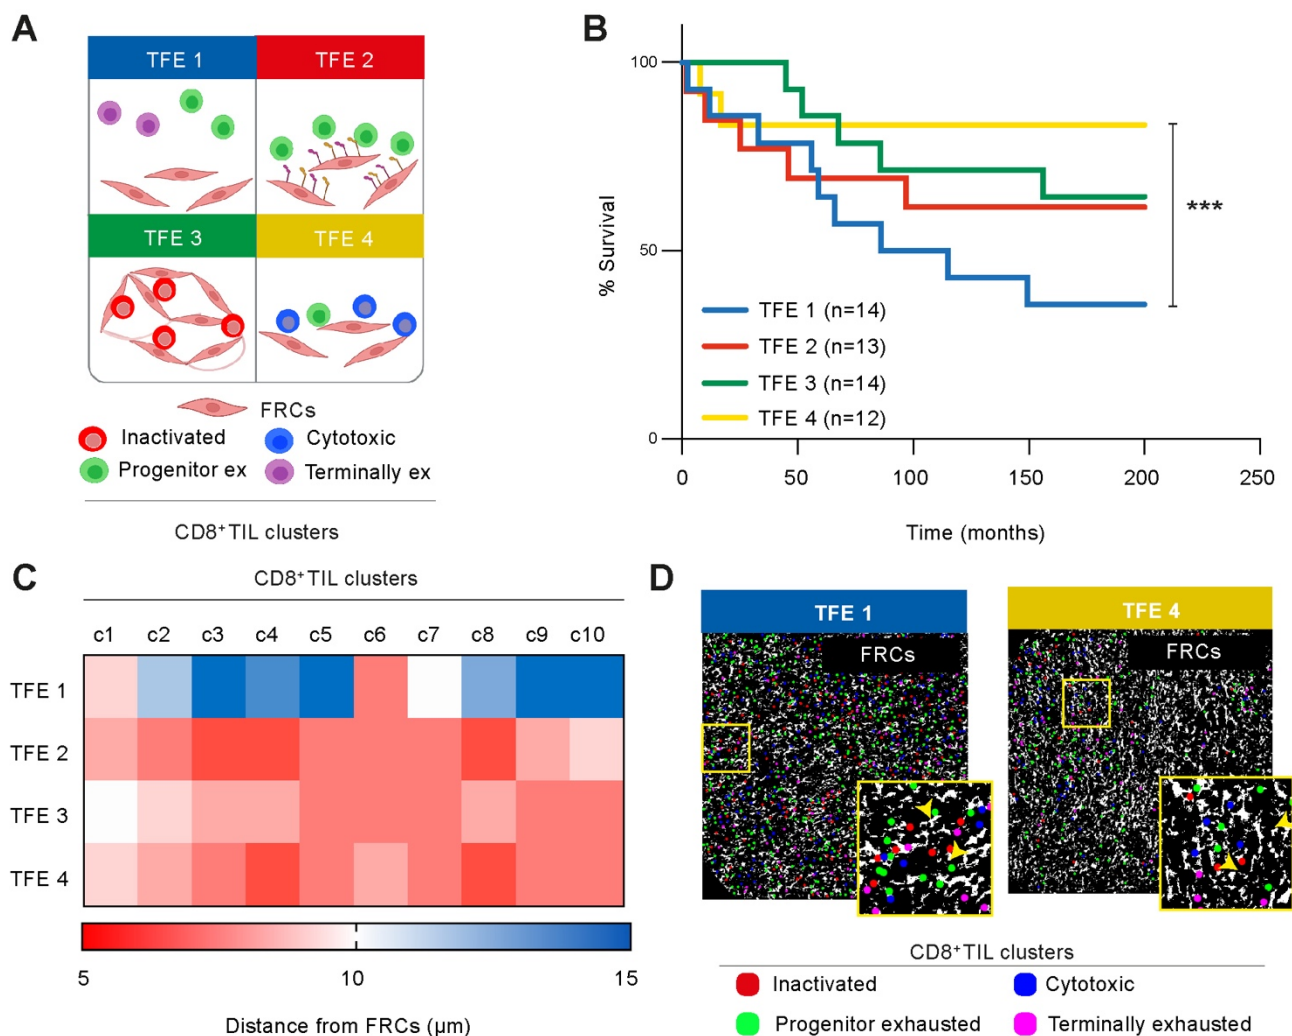 A
TFE 1
TFE 2
TFE 3
TFE 4
FRCs
Inactivated
Cytotoxic
Progenitor ex
Terminally ex
CD8+TIL clusters
B
% Survival
100
50
0
TFE 1 (n=14)
TFE 2 (n=13)
TFE 3 (n=14)
TFE 4 (n=12)
***
0 50 100 150 200 250
Time (months)
C
CD8+TIL clusters
c1 c2 c3 c4 c5 c6 c7 c8 c9 c10
TFE 1
TFE 2
TFE 3
TFE 4
5 10 15
Distance from FRCs (µm)
D
TFE 1
FRCs
TFE 4
FRCs
CD8+TIL clusters
Inactivated
Cytotoxic
Progenitor exhausted
Terminally exhausted